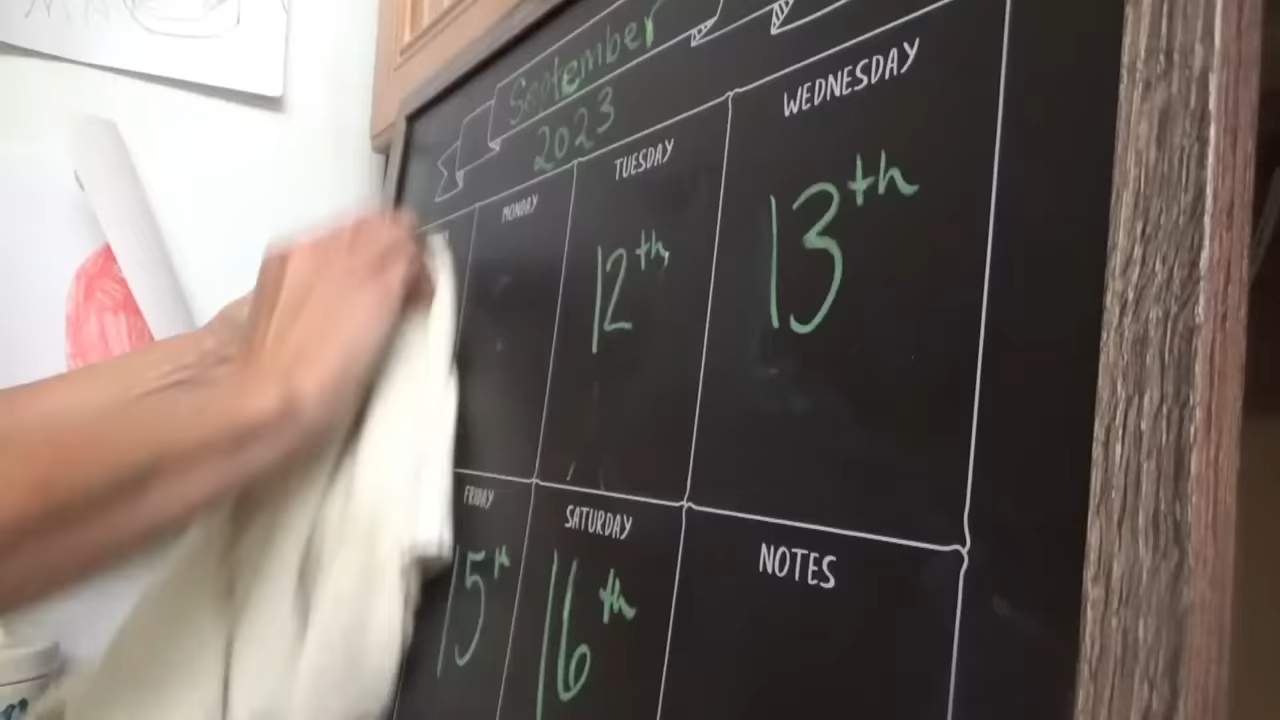 September
2023
MONDAY
TUESDAY
WEDNESDAY
12th
13th
FRIDAY
SATURDAY
NOTES
15th
16th